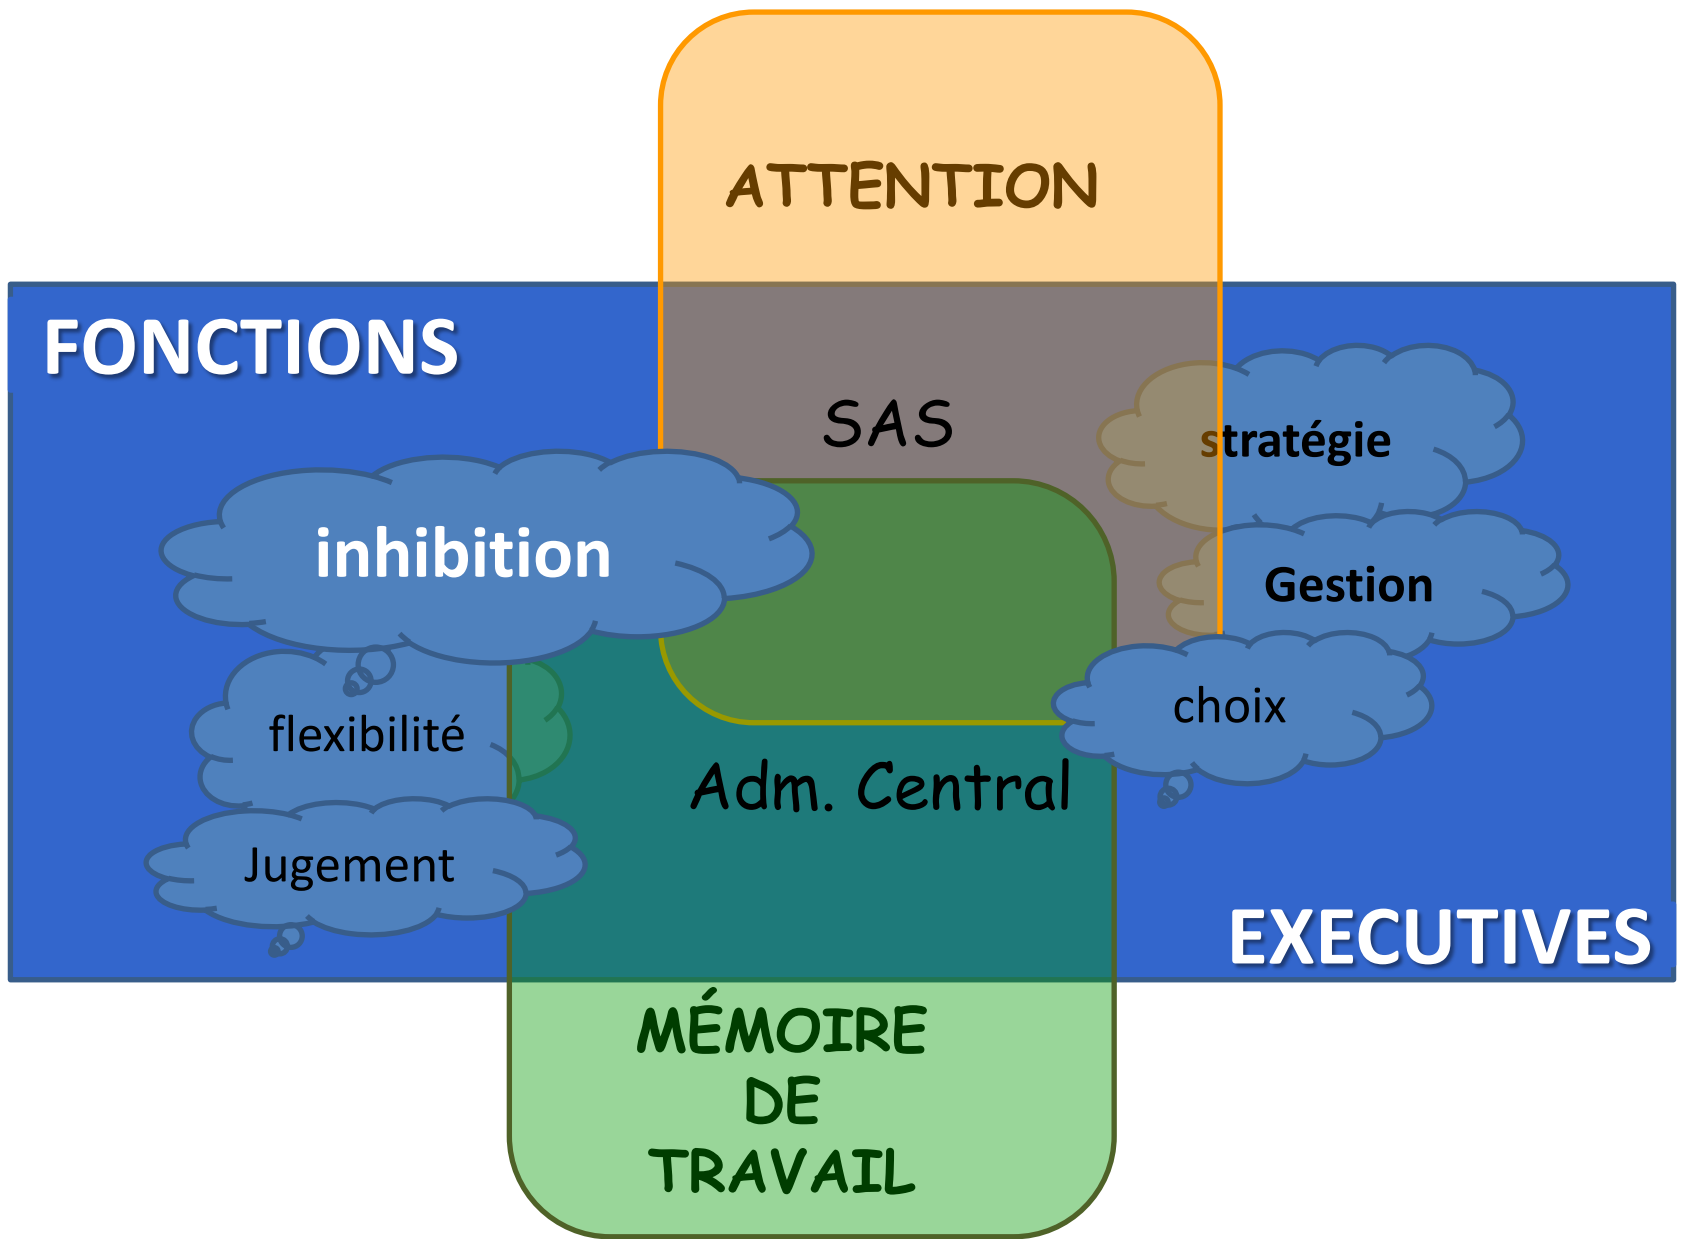 ATTENTION
FONCTIONS
SAS
stratégie
inhibition
Gestion
flexibilité
choix
Adm. Central
Jugement
EXECUTIVES
MÉMOIRE
DE
TRAVAIL